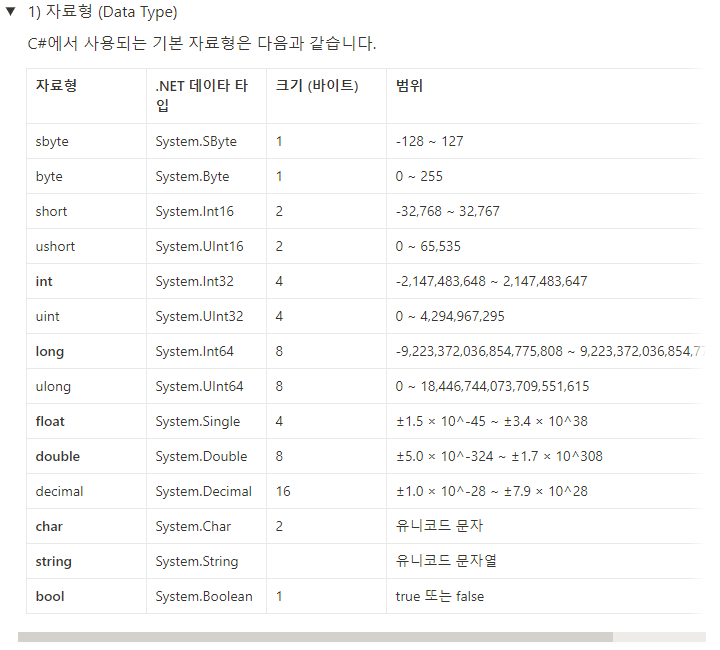 ▼ 1) 자료형 (Data Type)
C#에서 사용되는 기본 자료형은 다음과 같습니다.
자료형 .NET 데이타 타입 크기 (바이트) 범위
sbyte System.SByte 1 -128 ~ 127
byte System.Byte 1 0 ~ 255
short System.Int16 2 -32,768 ~ 32,767
ushort System.UInt16 2 0 ~ 65,535
int System.Int32 4 -2,147,483,648 ~ 2,147,483,647
uint System.UInt32 4 0 ~ 4,294,967,295
long System.Int64 8 -9,223,372,036,854,775,808 ~ 9,223,372,036,854,7
ulong System.UInt64 8 0 ~ 18,446,744,073,709,551,615
float System.Single 4 ±1.5 × 10^-45 ~ ±3.4 × 10^38
double System.Double 8 ±5.0 × 10^-324 ~ ±1.7 × 10^308
decimal System.Decimal 16 ±1.0 × 10^-28 ~ ±7.9 × 10^28
char System.Char 2 유니코드 문자
string System.String 유니코드 문자열
bool System.Boolean 1 true 또는 false